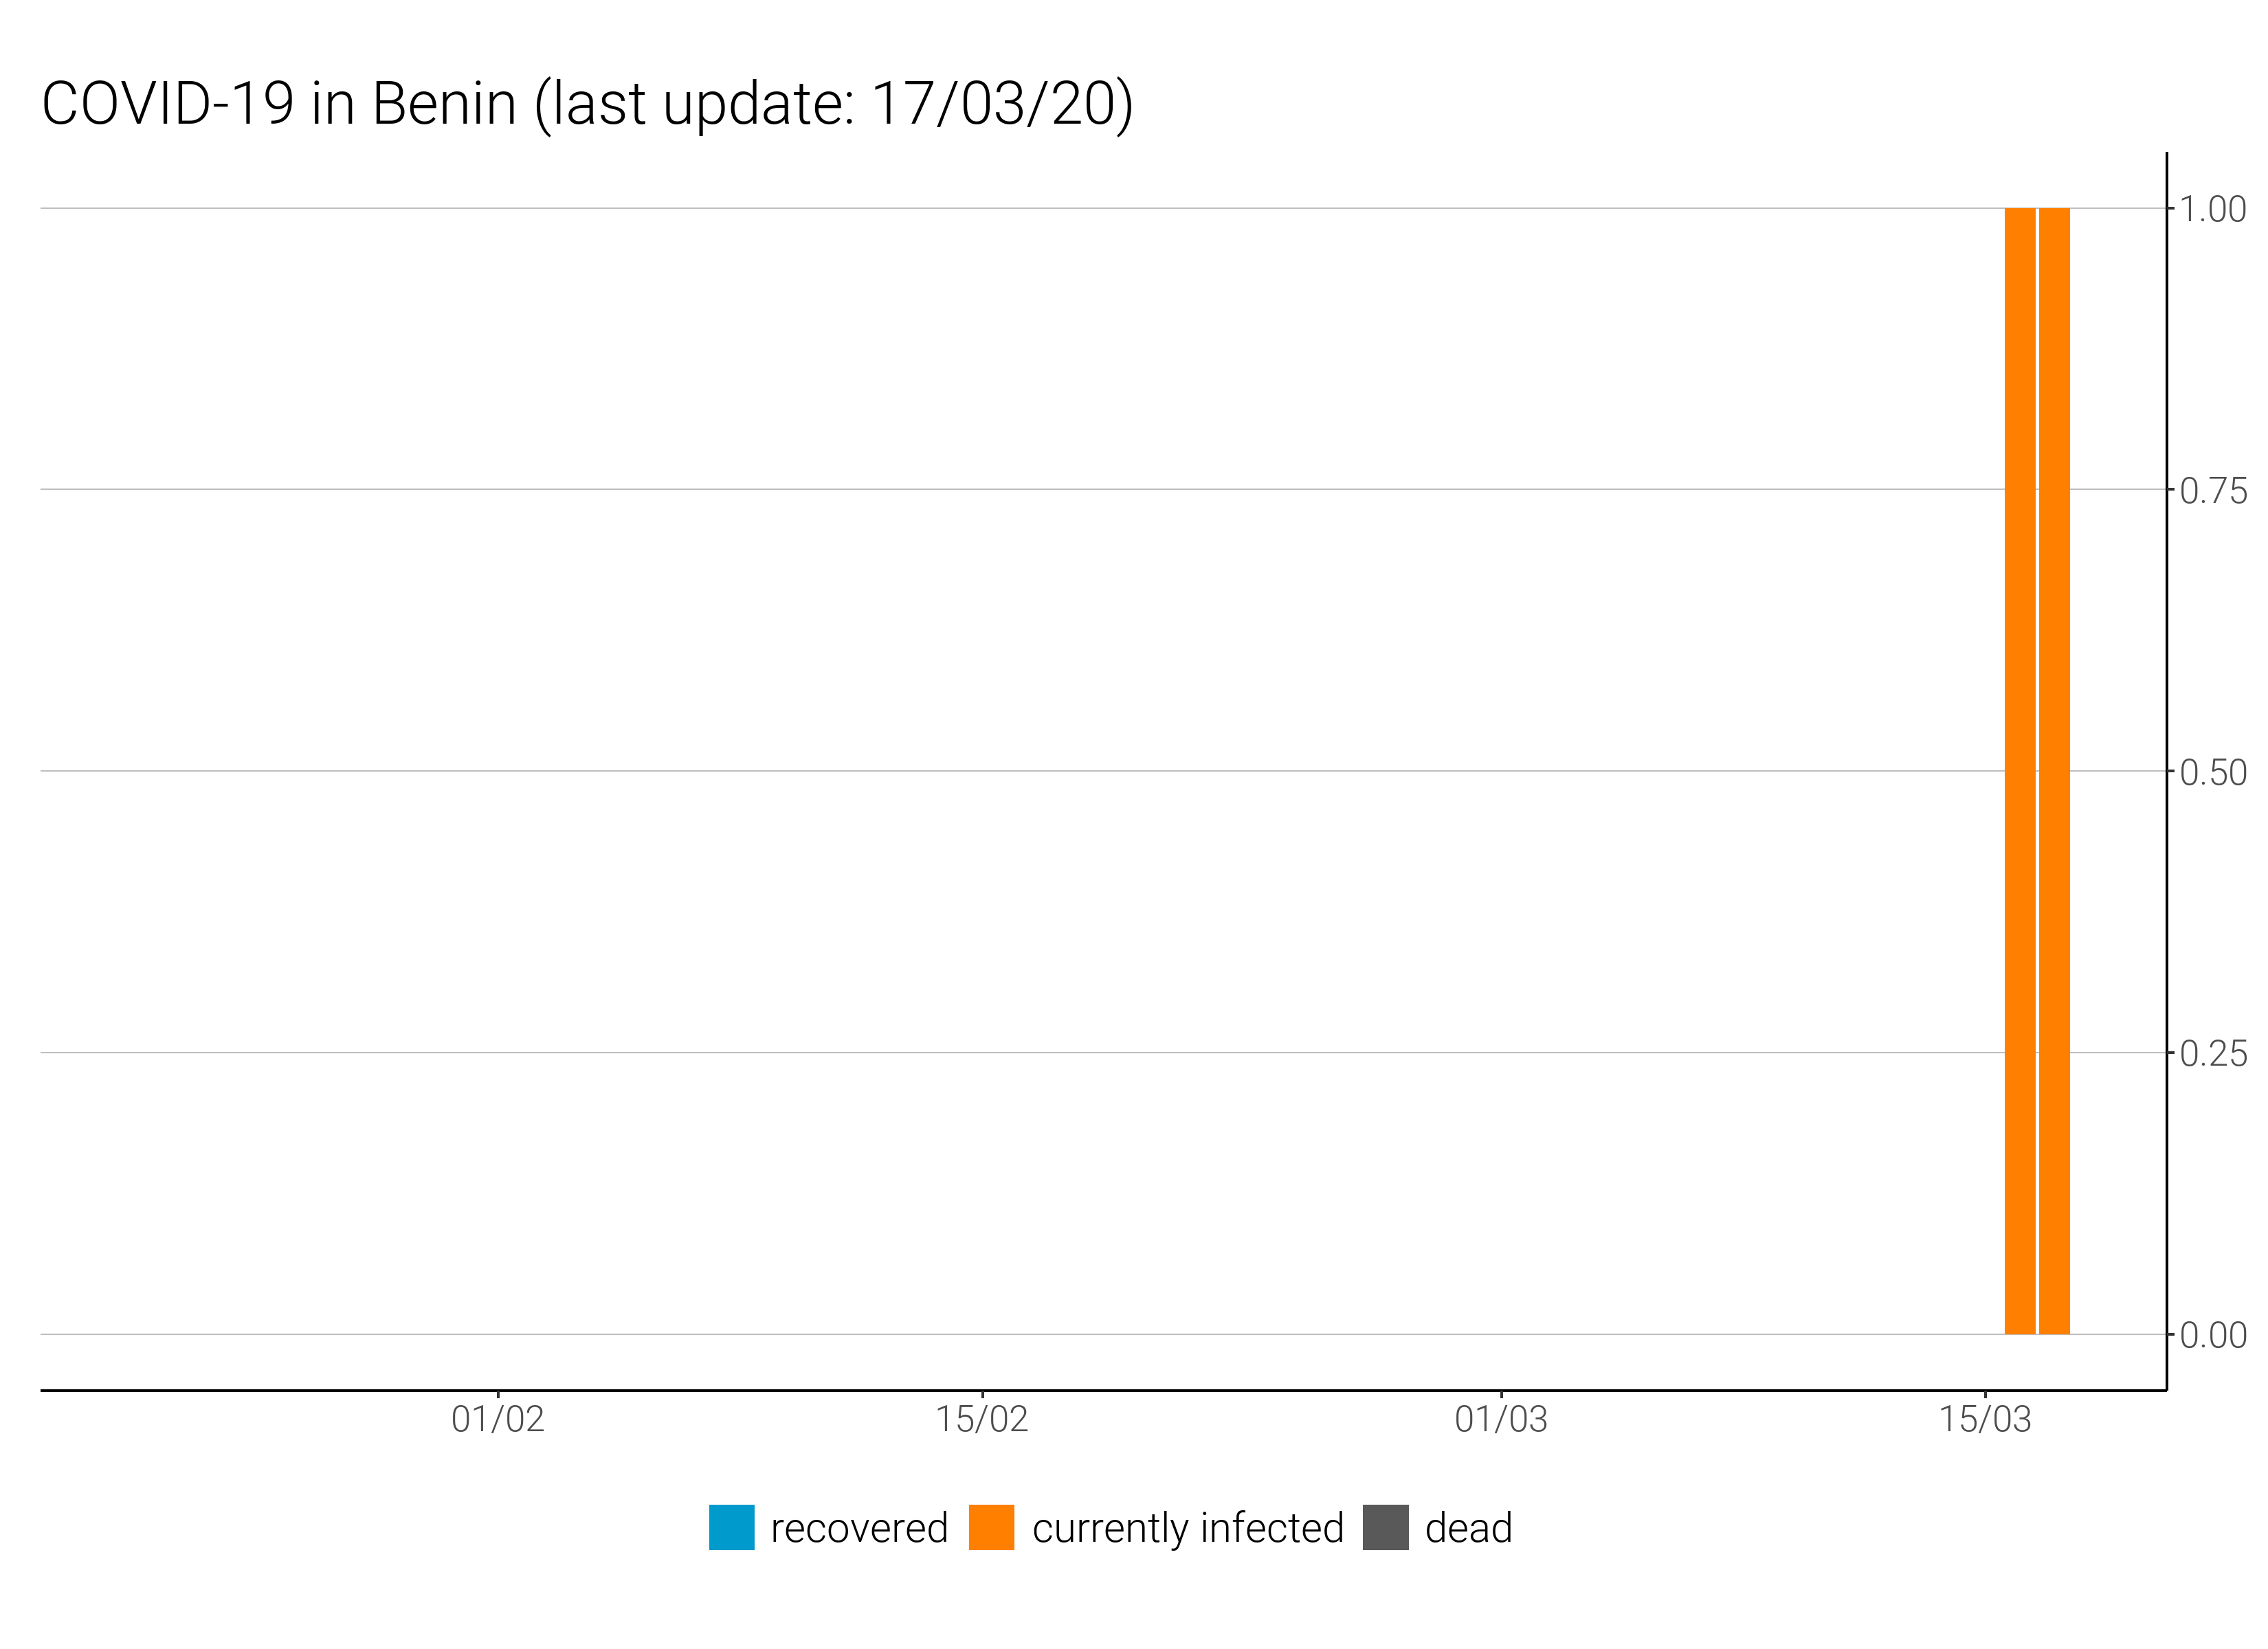 COVID-19 in Benin (last update: 17/03/20)
1.00
0.75
0.50
0.25
0.00
01/02 15/02 01/03 15/03
recovered currently infected dead